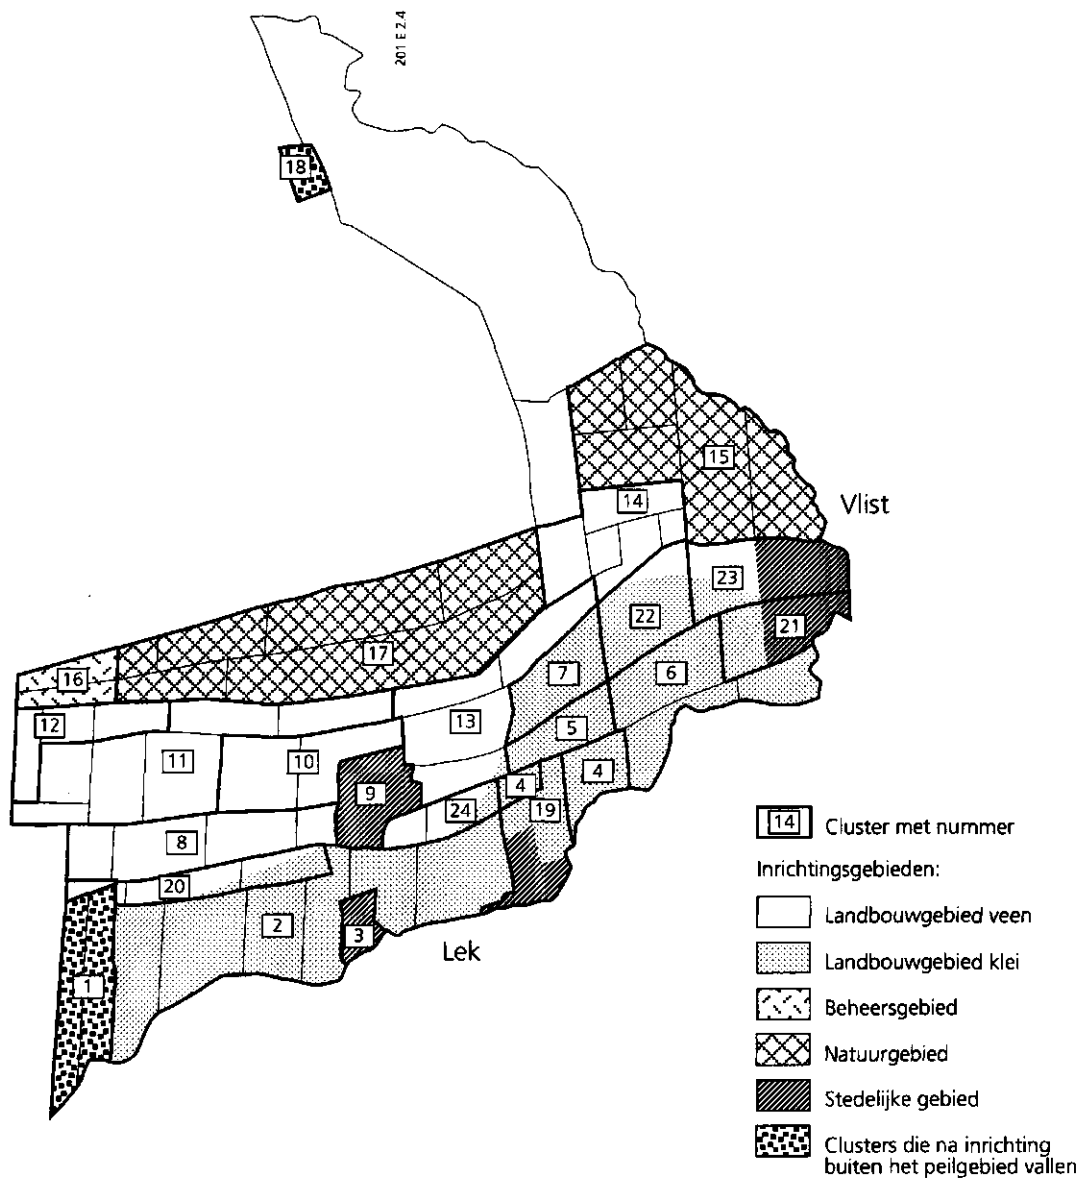 201 E 2.4
18
15
14
Vlist
23
22
21
17
6
16
7
12
13
5
11
10
4
4
9
24
19
14 Cluster met nummer
8
Inrichtingsgebieden:
20
Landbouwgebied veen
2
3
Lek
Landbouwgebied klei
1
Beheersgebied
Natuurgebied
Stedelijke gebied
Clusters die na inrichting
buiten het peilgebied vallen